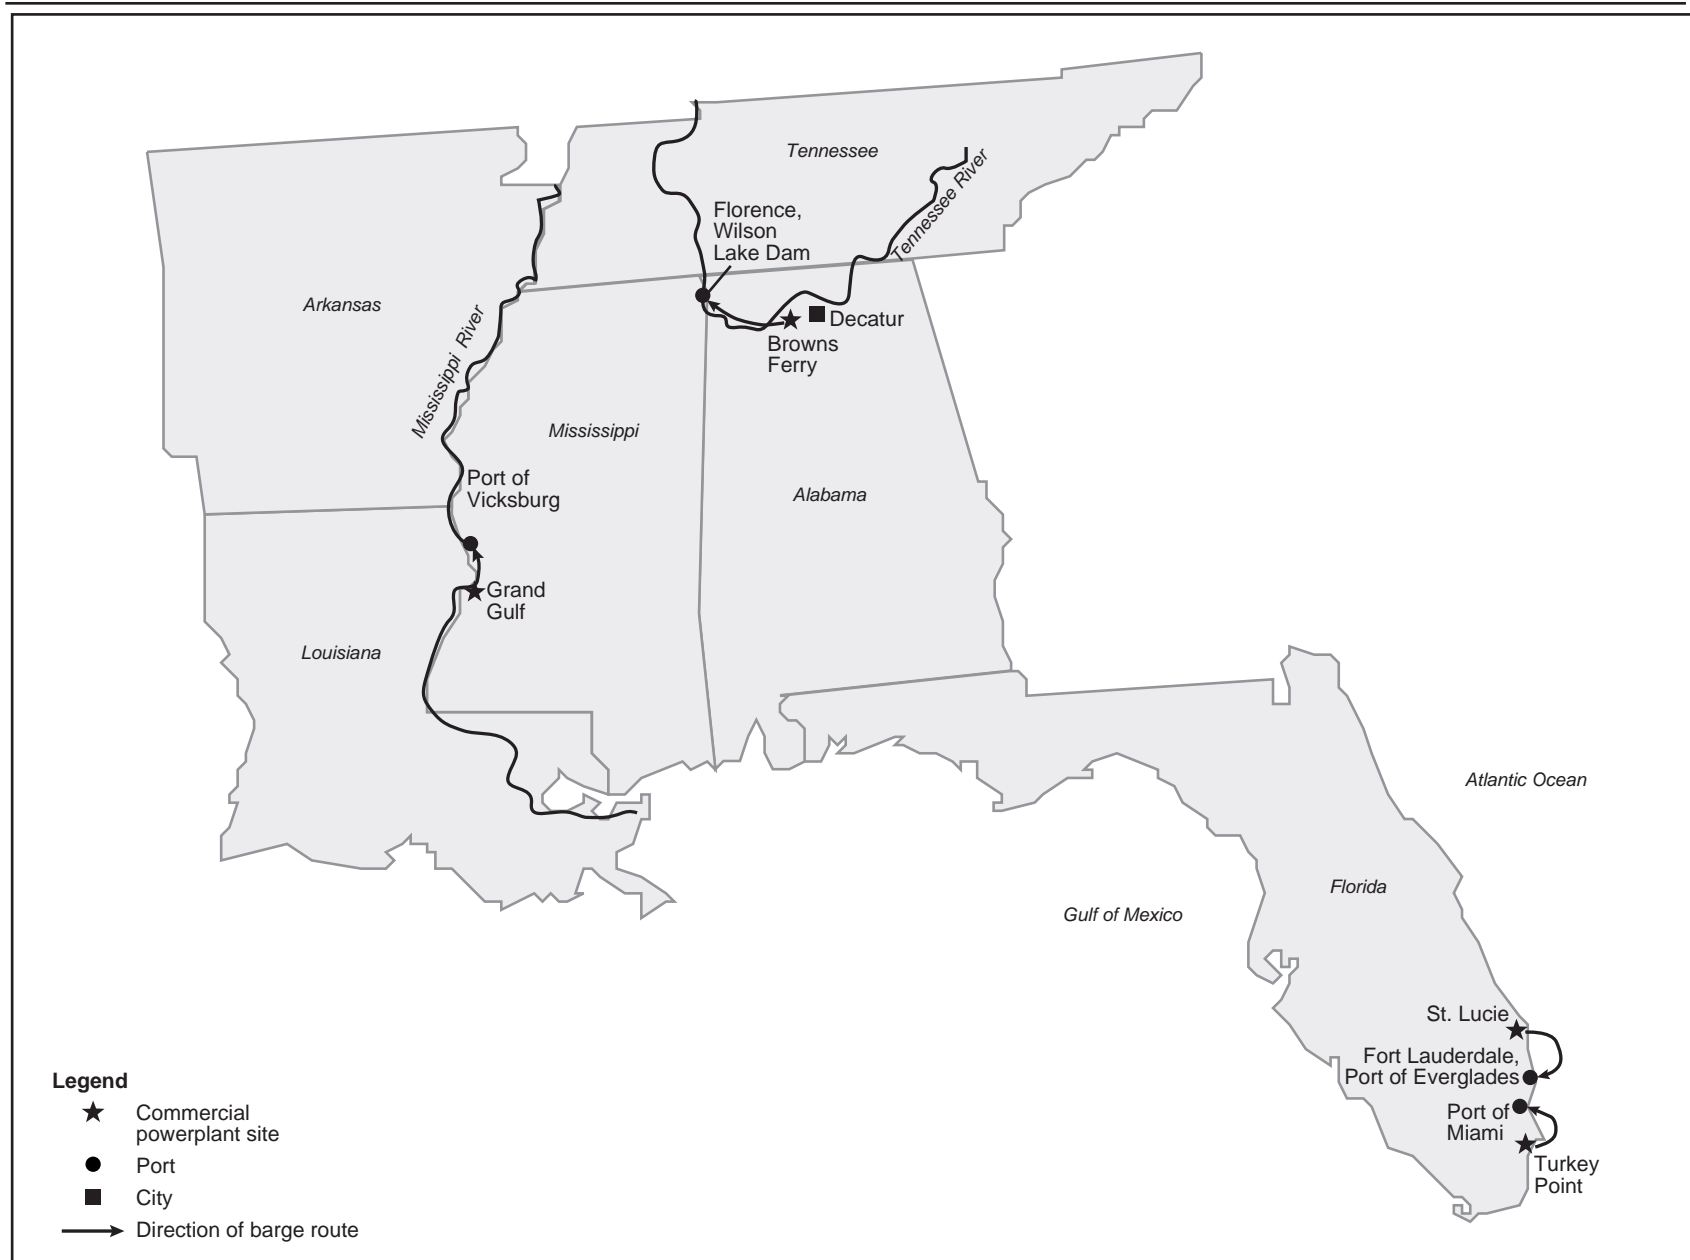 Tennessee
Tennessee River
Florence,
Wilson
Lake Dam
Arkansas
Mississippi River
Decatur
Browns
Ferry
Mississippi
Port of
Vicksburg
Alabama
Grand
Gulf
Louisiana
Atlantic Ocean
Florida
Gulf of Mexico
St. Lucie
Fort Lauderdale,
Port of Everglades
Port of
Miami
Turkey
Point
Legend
Commercial
powerplant site
Port
City
Direction of barge route